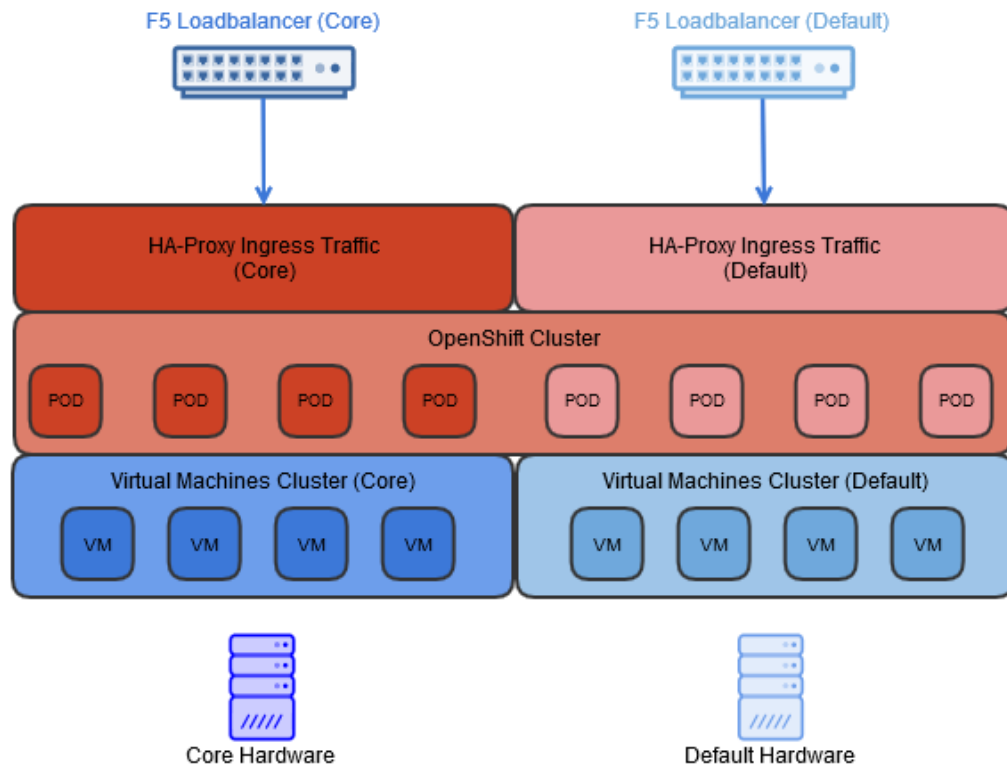 F5 Loadbalancer (Core)
F5 Loadbalancer (Default)
HA-Proxy Ingress Traffic
(Core)
HA-Proxy Ingress Traffic
(Default)
OpenShift Cluster
POD
POD
POD
POD
POD
POD
POD
POD
Virtual Machines Cluster (Core)
Virtual Machines Cluster (Default)
VM
VM
VM
VM
VM
VM
VM
VM
Core Hardware
Default Hardware